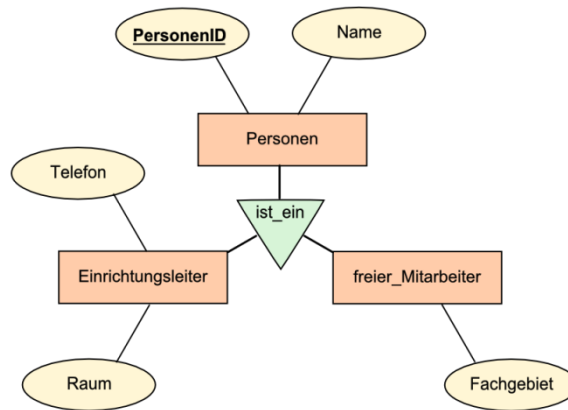 PersonenID
Name
Personen
Telefon
ist_ein
Einrichtungsleiter
freier_Mitarbeiter
Raum
Fachgebiet